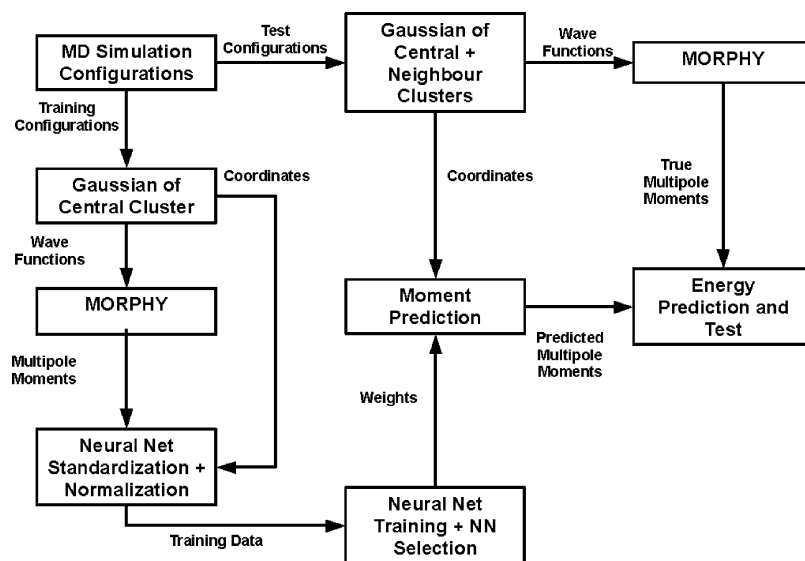 MD Simulation
Configurations
Test
Configurations
Gaussian of
Central +
Neighbour
Clusters
Wave
Functions
MORPHY
Training
Configurations
Gaussian of
Central Cluster
Coordinates
Coordinates
True
Multipole
Moments
Wave
Functions
MORPHY
Moment
Prediction
Energy
Prediction and
Test
Multipole
Moments
Predicted
Multipole
Moments
Weights
Neural Net
Standardization +
Normalization
Training Data
Neural Net
Training + NN
Selection